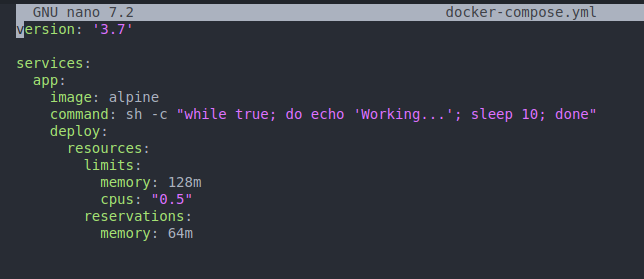 GNU nano 7.2 docker-compose.yml
version: '3.7'

services:
  app:
    image: alpine
    command: sh -c "while true; do echo 'Working...'; sleep 10; done"
    deploy:
      resources:
        limits:
          memory: 128m
          cpus: "0.5"
        reservations:
          memory: 64m